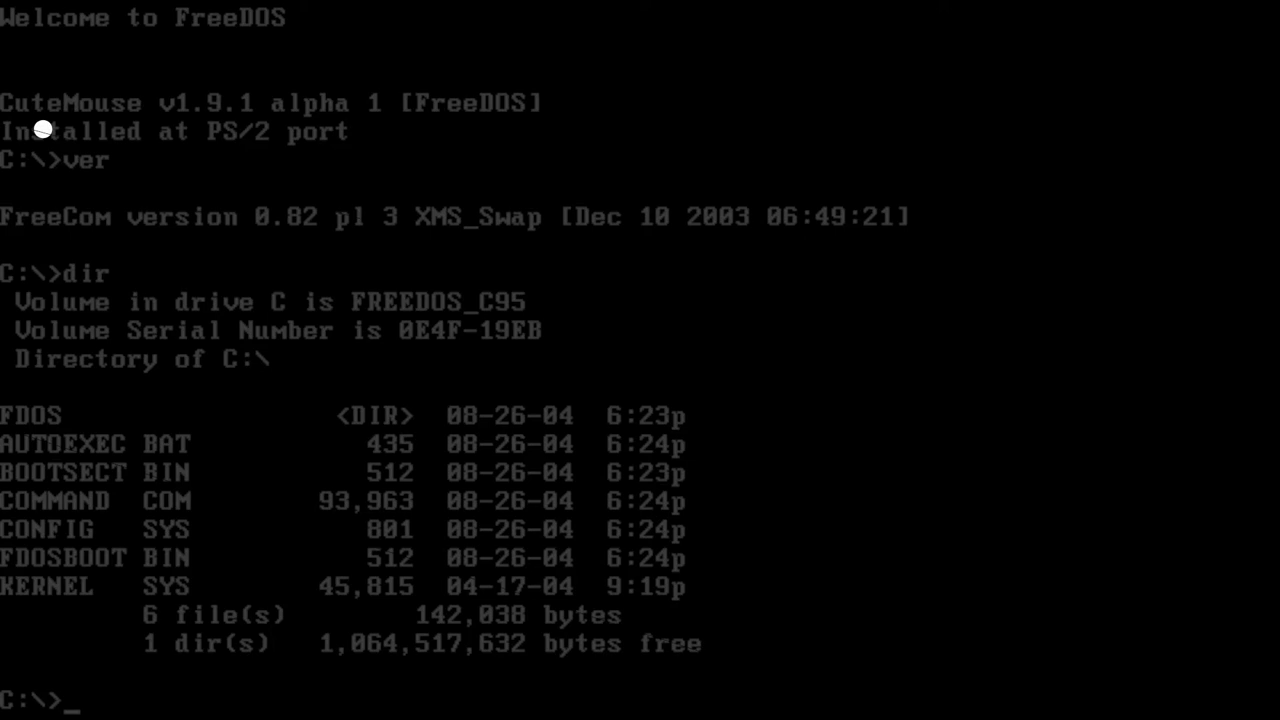 Welcome to FreeDOS
CuteMouse v1.9.1 alpha 1 [FreeDOS]
Installed at PS/2 port
C:\>ver
FreeCom version 0.82 pl 3 XMS_Swap [Dec 10 2003 06:49:21]
C:\>dir
Volume in drive C is FREEDOS_C95
Volume Serial Number is 0E4F-19EB
Directory of C:\
FDOS <DIR> 08-26-04 6:23p
AUTOEXEC BAT 435 08-26-04 6:24p
BOOTSECT BIN 512 08-26-04 6:23p
COMMAND COM 93,963 08-26-04 6:24p
CONFIG SYS 801 08-26-04 6:24p
FDOSBOOT BIN 512 08-26-04 6:24p
KERNEL SYS 45,815 04-17-04 9:19p
6 file(s) 142,038 bytes
1 dir(s) 1,064,517,632 bytes free
C:\>_